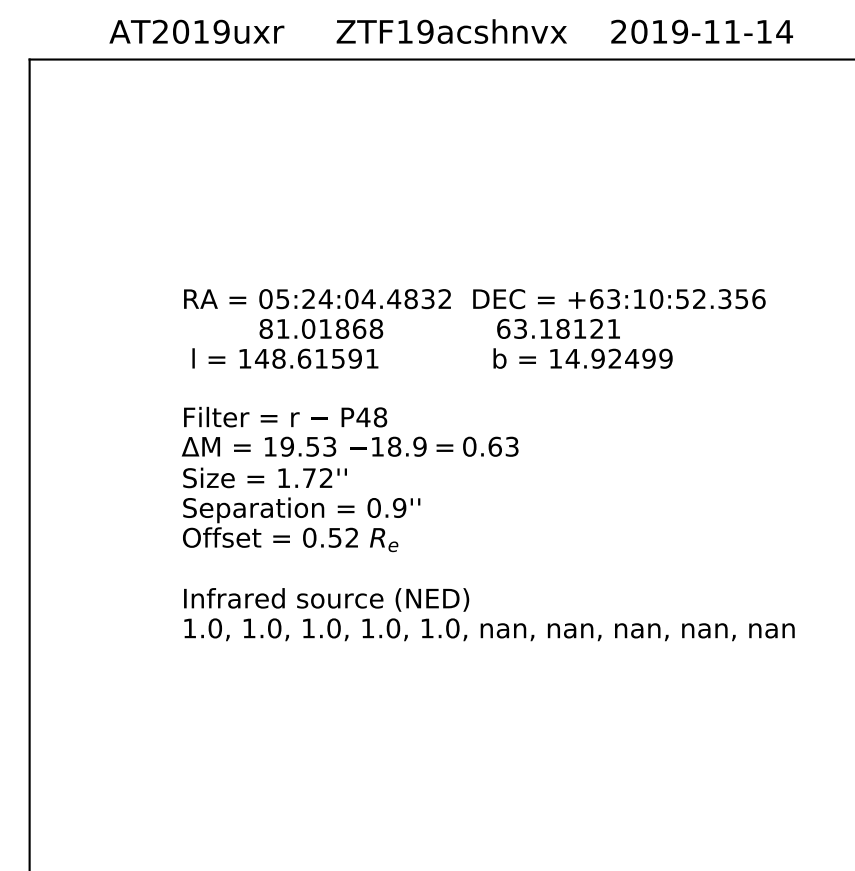 AT2019uxr ZTF19acshnvx 2019-11-14
RA = 05:24:04.4832 DEC = +63:10:52.356
81.01868 63.18121
l = 148.61591 b = 14.92499
Filter = r − P48
ΔM = 19.53 −18.9 = 0.63
Size = 1.72''
Separation = 0.9''
Offset = 0.52 Rₑ
Infrared source (NED)
1.0, 1.0, 1.0, 1.0, 1.0, nan, nan, nan, nan, nan